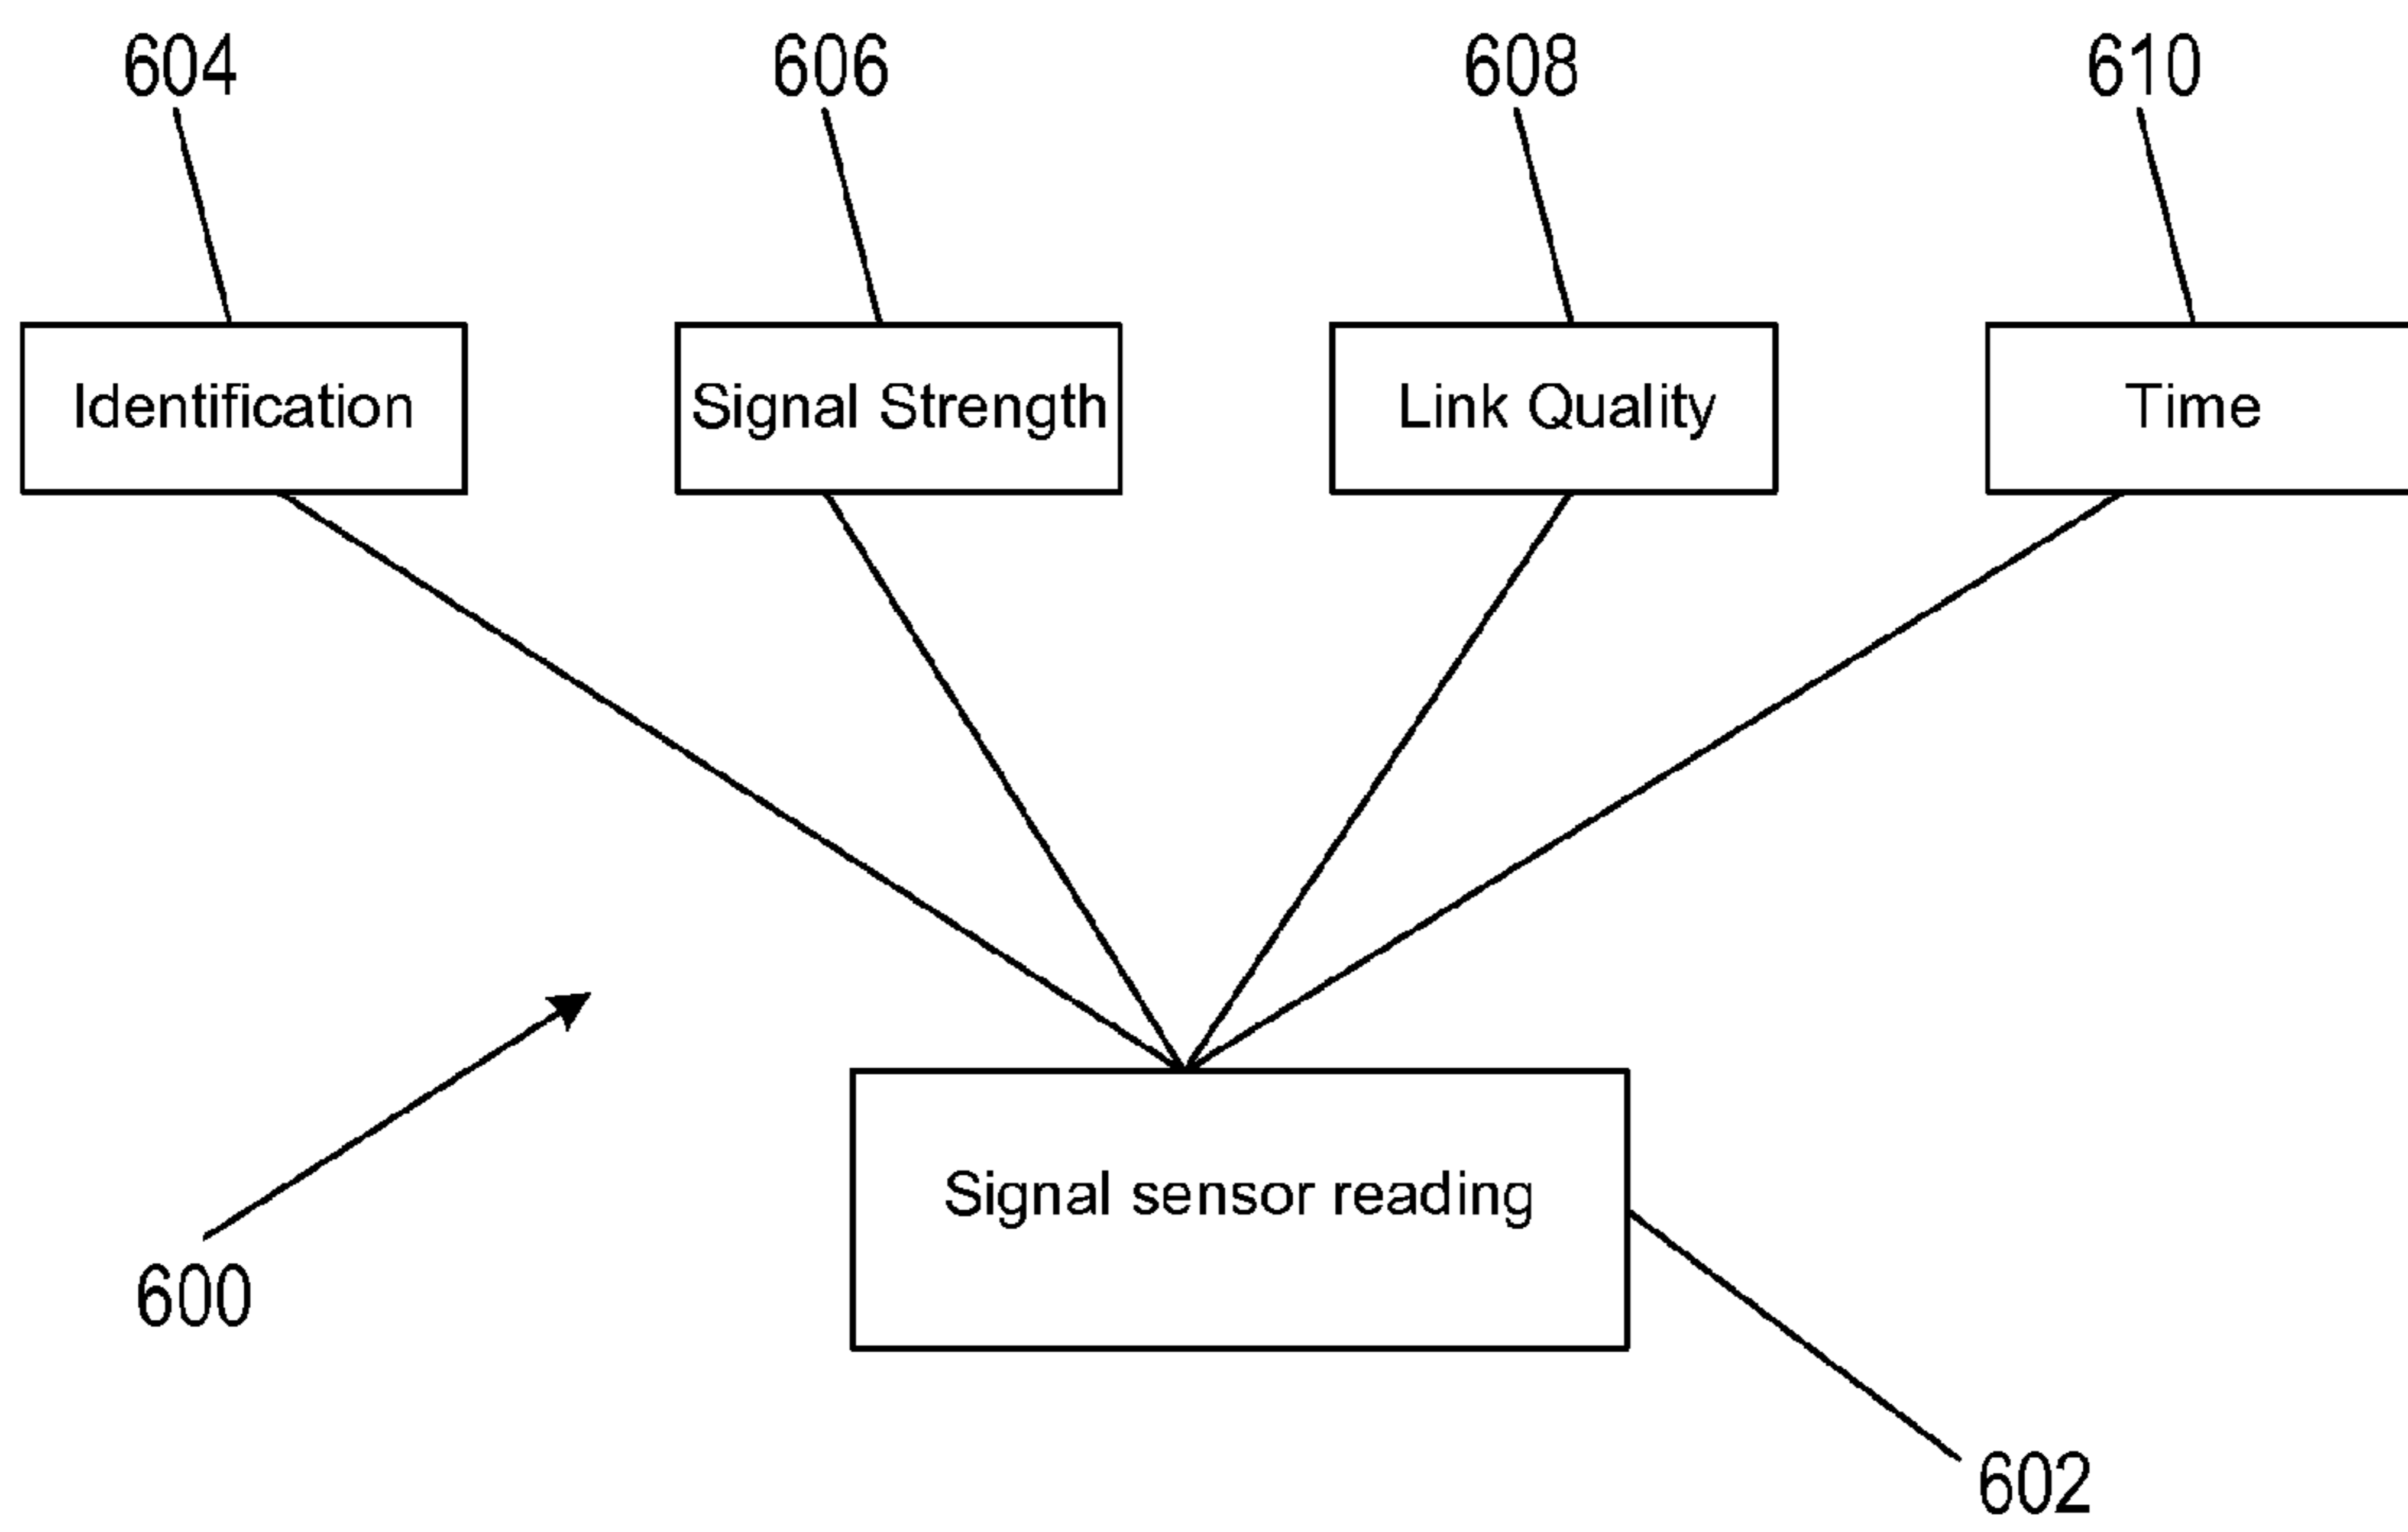 604
606
608
610
Identification
Signal Strength
Link Quality
Time
Signal sensor reading
600
602